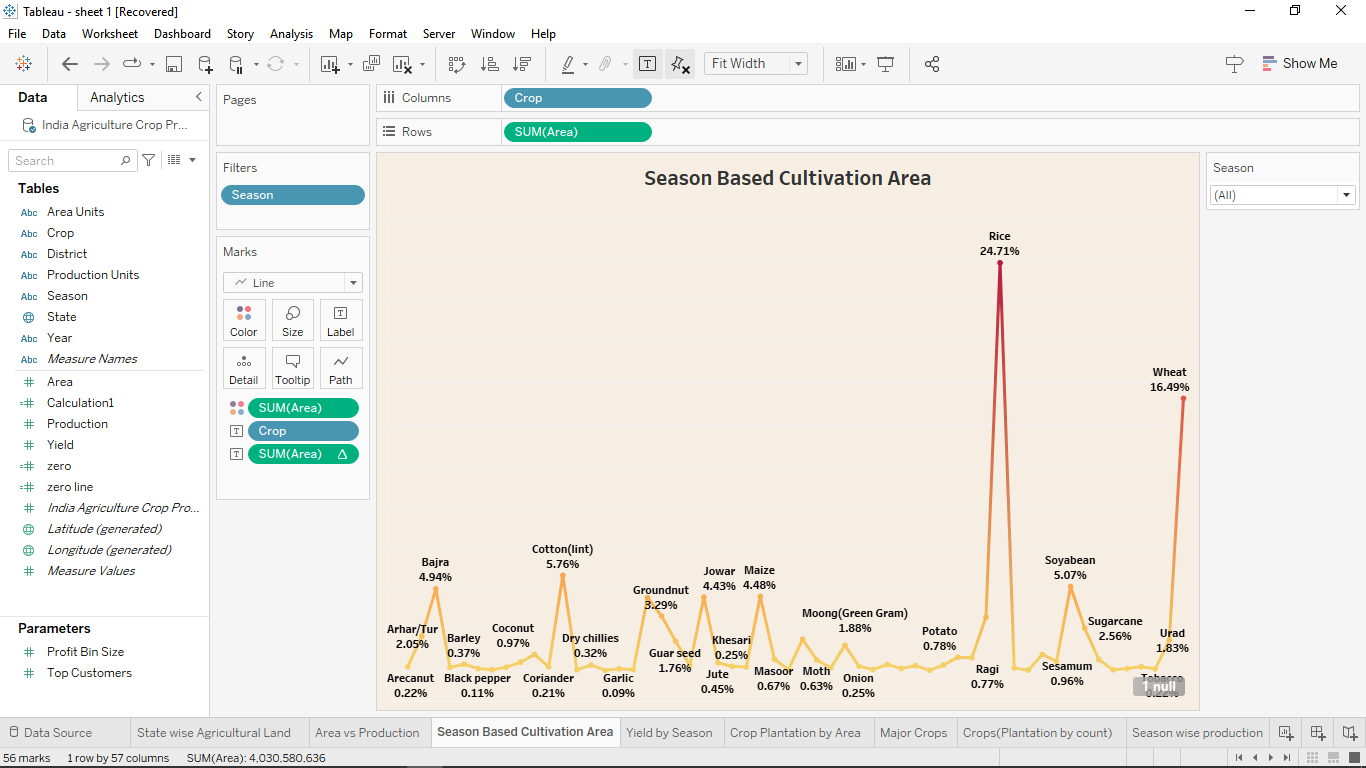 Tableau - sheet 1 [Recovered]
File Data Worksheet Dashboard Story Analysis Map Format Server Window Help
Fit Width
Show Me
Data Analytics
India Agriculture Crop Pr...
Search
Tables
Abc Area Units
Abc Crop
Abc District
Abc Production Units
Abc Season
State
Abc Year
Abc Measure Names
# Area
=# Calculation1
# Production
# Yield
=# zero
=# zero line
# India Agriculture Crop Pro...
Latitude (generated)
Longitude (generated)
# Measure Values
Parameters
# Profit Bin Size
# Top Customers
Pages
Filters
Season
Marks
Line
Color Size Label
Detail Tooltip Path
SUM(Area)
Crop
SUM(Area) Δ
Columns Crop
Rows SUM(Area)
Season Based Cultivation Area
Rice
24.71%
Wheat
16.49%
Bajra
4.94%
Cotton(lint)
5.76%
Groundnut
3.29%
Jowar
4.43%
Maize
4.48%
Soyabean
5.07%
Arhar/Tur
2.05%
Barley
0.37%
Coconut
0.97%
Dry chillies
0.32%
Guar seed
1.76%
Khesari
0.25%
Moong(Green Gram)
1.88%
Potato
0.78%
Sugarcane
2.56%
Urad
1.83%
Arecanut
0.22%
Black pepper
0.11%
Coriander
0.21%
Garlic
0.09%
Jute
0.45%
Masoor
0.67%
Moth
0.63%
Onion
0.25%
Ragi
0.77%
Sesamum
0.96%
Tobacco
1 null
Season
(All)
Data Source State wise Agricultural Land Area vs Production Season Based Cultivation Area Yield by Season Crop Plantation by Area Major Crops Crops(Plantation by count) Season wise production
56 marks 1 row by 57 columns SUM(Area): 4,030,580,636